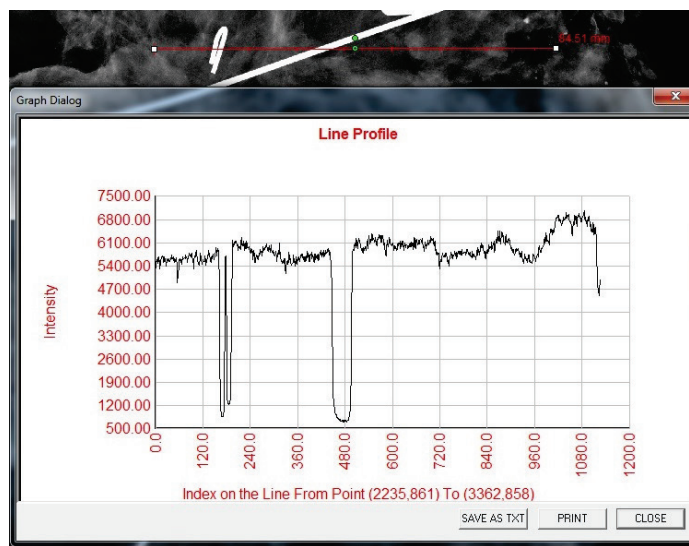 84.51 mm
Graph Dialog
Line Profile
7500.00
6800.00
6100.00
5400.00
4700.00
4000.00
3300.00
2600.00
1900.00
1200.00
500.00
Intensity
0.0
120.0
240.0
360.0
480.0
600.0
720.0
840.0
960.0
1080.0
1200.0
Index on the Line From Point (2235,861) To (3362,858)
SAVE AS TXT
PRINT
CLOSE